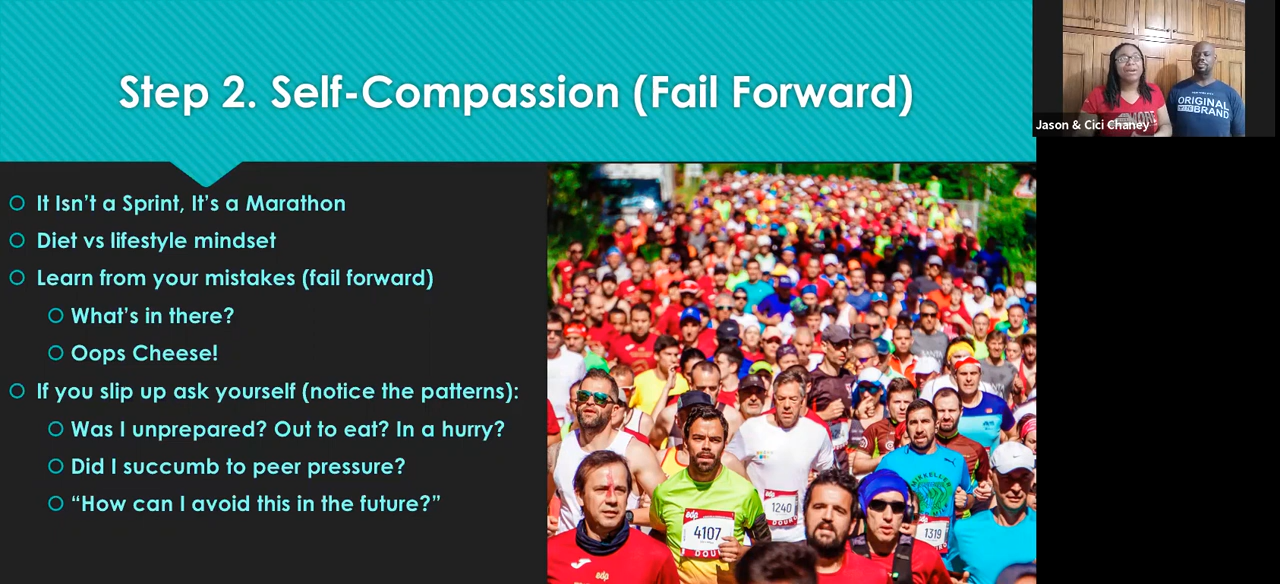 Step 2. Self-Compassion (Fail Forward)
It Isn’t a Sprint, It’s a Marathon
Diet vs lifestyle mindset
Learn from your mistakes (fail forward)
What’s in there?
Oops Cheese!
If you slip up ask yourself (notice the patterns):
Was I unprepared? Out to eat? In a hurry?
Did I succumb to peer pressure?
“How can I avoid this in the future?”
Jason & Cici Chaney
ORIGINAL
BRAND
edp
4107
edp
1240
1319
edp